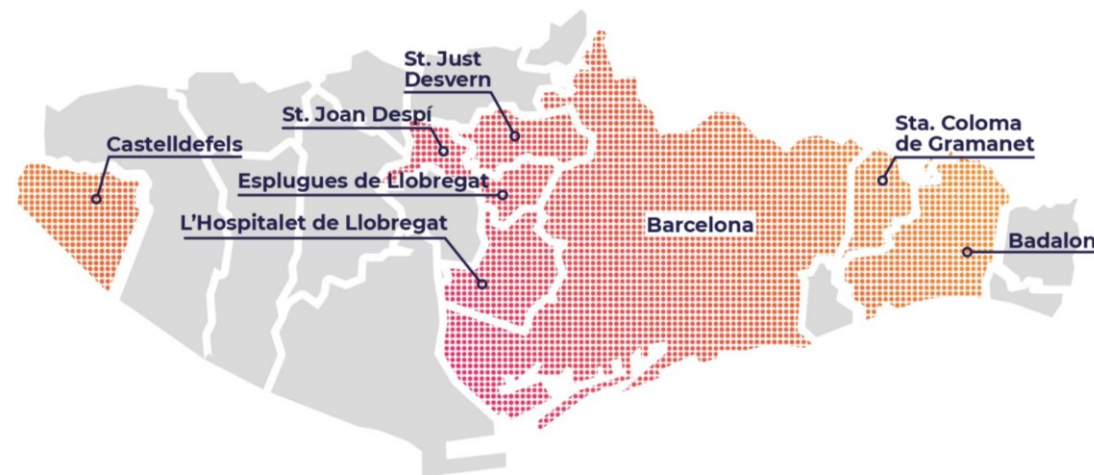 St. Just
Desvern
St. Joan Despí
Castelldefels
Sta. Coloma
de Gramanet
Esplugues de Llobregat
L'Hospitalet de Llobregat
Barcelona
Badalon